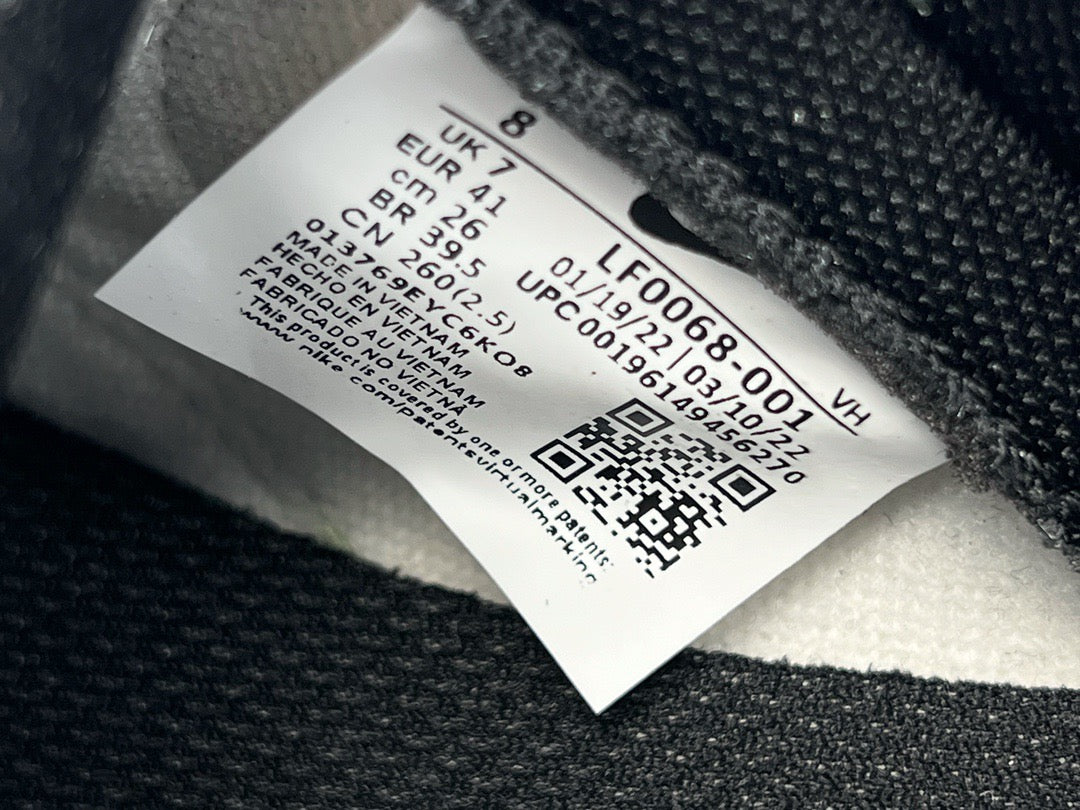 8
UK 7
EUR 41
cm 26
BR 39.5
CN 260(2.5)
013769EYC6KO8
MADE IN VIETNAM
HECHO EN VIETNAM
FABRIQUE AU VIETNAM
FABRICADO NO VIETNÃ
This product is covered by one or more patents:
www.nike.com/patentsvirtualmarking
VH
LF0068-001
01/19/22 | 03/10/22
UPC 00196149456270